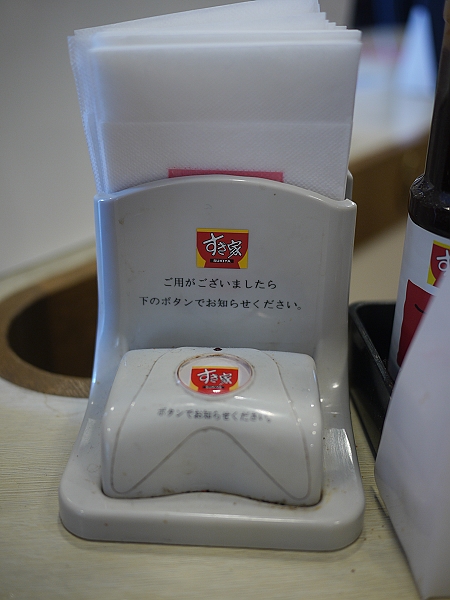 すき家
SUKIYA
ご用がございましたら
下のボタンでお知らせください。
すき家
ボタンでお知らせください。
す